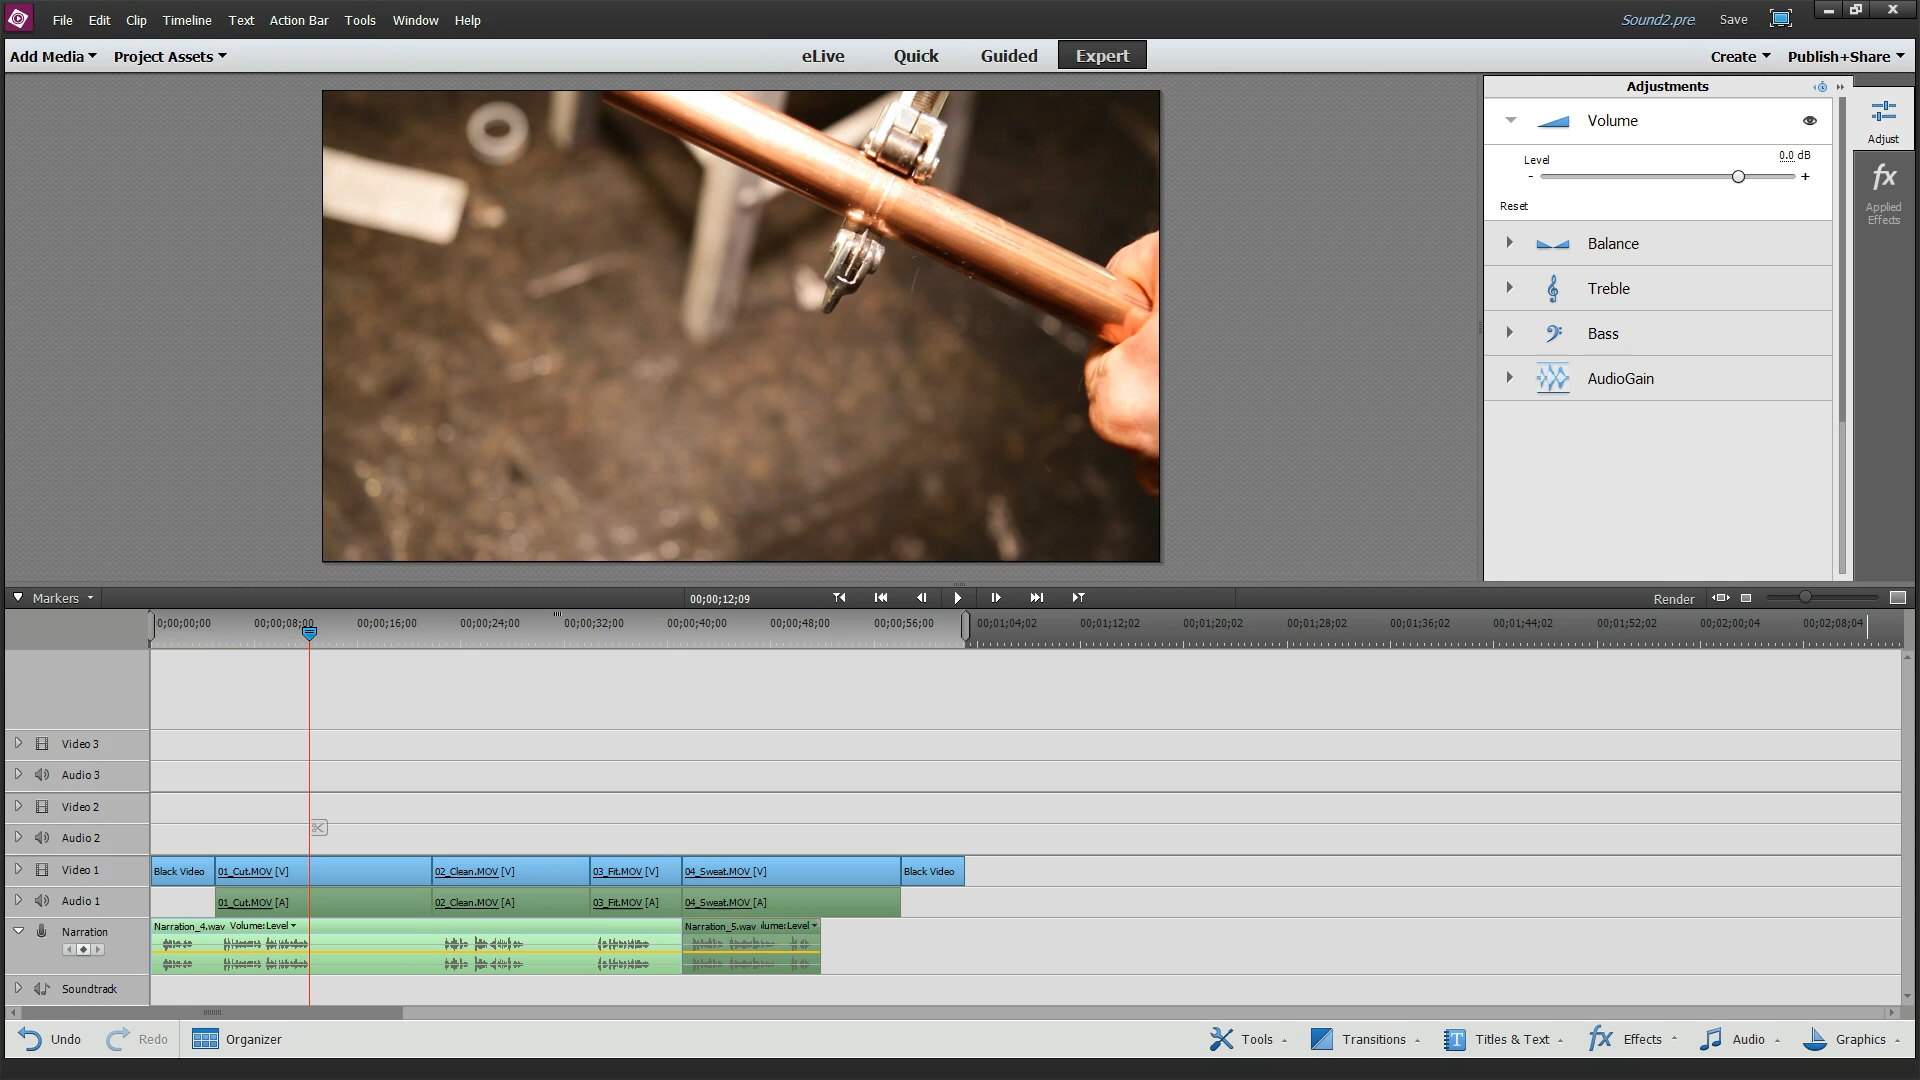 File Edit Clip Timeline Text Action Bar Tools Window Help Sound2.pre Save
Add Media Project Assets eLive Quick Guided Expert Create Publish+Share
Adjustments
Volume
Level 0.0 dB
- +
Reset
Balance
Treble
Bass
AudioGain
Adjust
fx
Applied
Effects
Markers 00;00;12;09 Render
0;00;00;00 00;00;08;00 00;00;16;00 00;00;24;00 00;00;32;00 00;00;40;00 00;00;48;00 00;00;56;00 00;01;04;02 00;01;12;02 00;01;20;02 00;01;28;02 00;01;36;02 00;01;44;02 00;01;52;02 00;02;00;04 00;02;08;04
Video 3
Audio 3
Video 2
Audio 2
Video 1 Black Video 01_Cut.MOV [V] 02_Clean.MOV [V] 03_Fit.MOV [V] 04_Sweat.MOV [V] Black Video
Audio 1 01_Cut.MOV [A] 02_Clean.MOV [A] 03_Fit.MOV [A] 04_Sweat.MOV [A]
Narration Narration_4.wav Volume:Level Narration_5.wav lume:Level
Soundtrack
Undo Redo Organizer Tools Transitions T Titles & Text fx Effects Audio Graphics